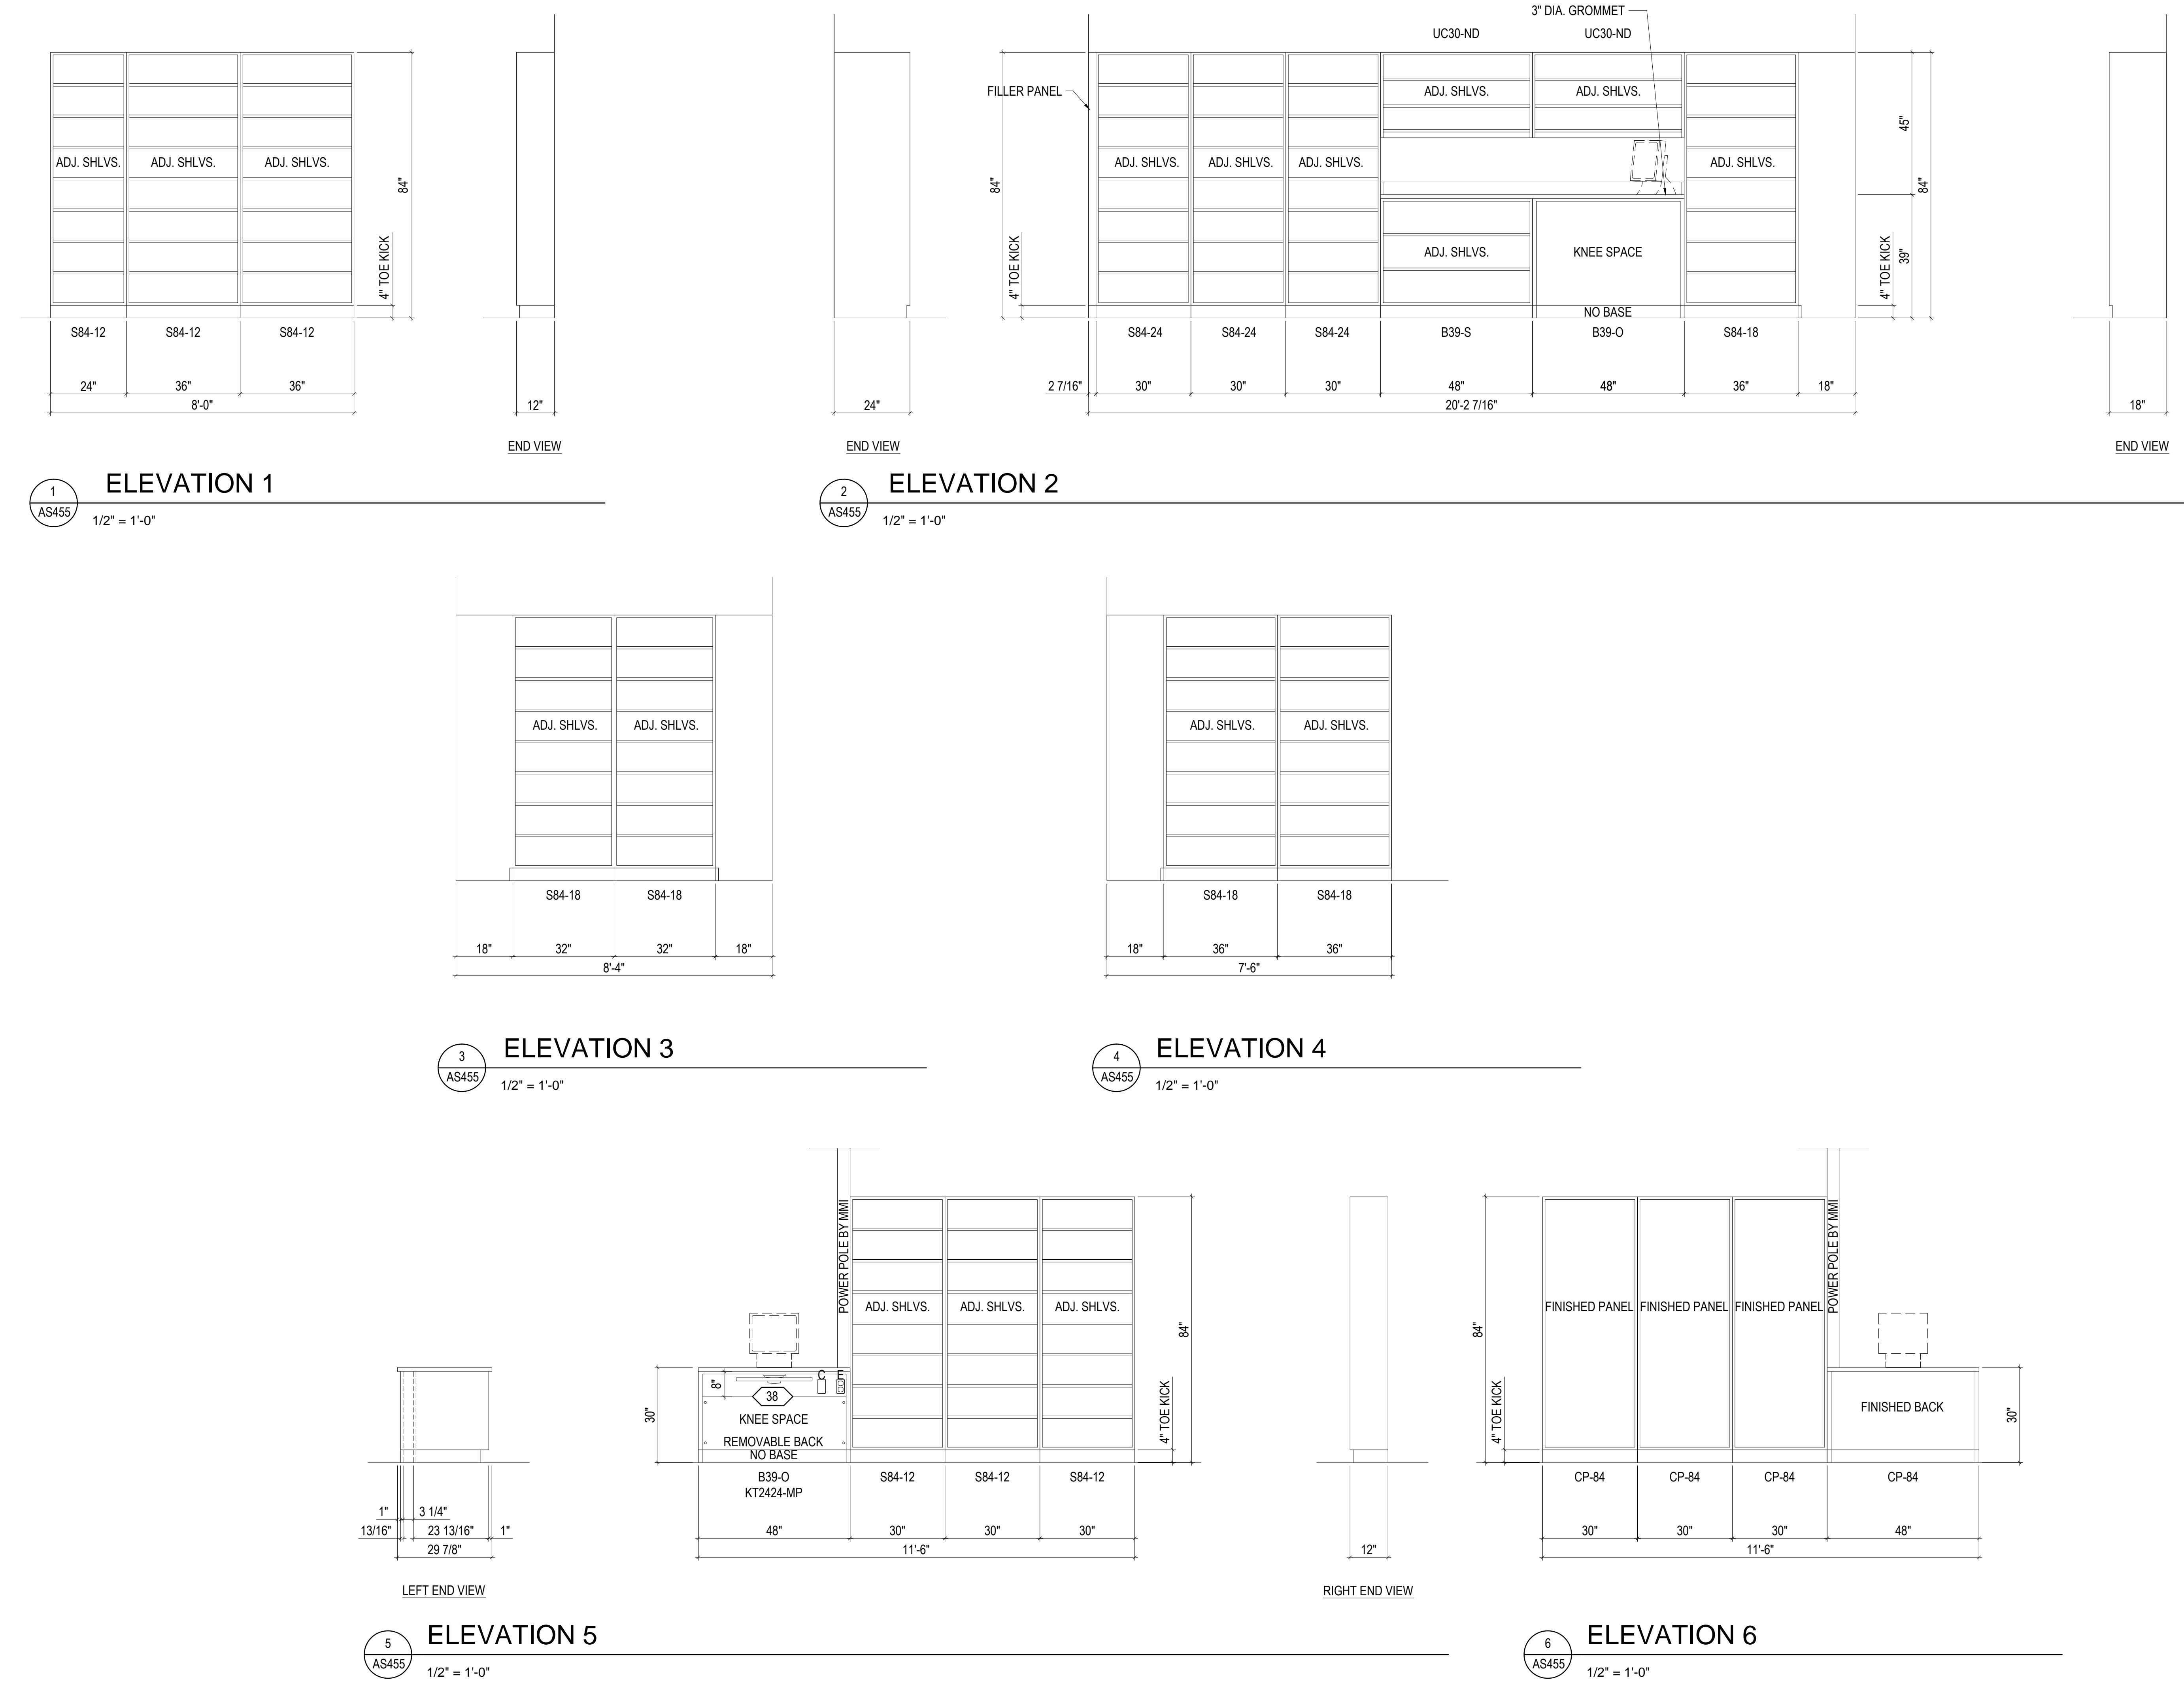 ADJ. SHLVS.
ADJ. SHLVS.
ADJ. SHLVS.
84"
4" TOE KICK
S84-12
S84-12
S84-12
24"
36"
36"
8'-0"
12"
END VIEW
1
AS455
ELEVATION 1
1/2" = 1'-0"
24"
END VIEW
3" DIA. GROMMET
UC30-ND
UC30-ND
FILLER PANEL
84"
4" TOE KICK
ADJ. SHLVS.
ADJ. SHLVS.
ADJ. SHLVS.
ADJ. SHLVS.
ADJ. SHLVS.
ADJ. SHLVS.
ADJ. SHLVS.
KNEE SPACE
NO BASE
45"
84"
39"
4" TOE KICK
S84-24
S84-24
S84-24
B39-S
B39-O
S84-18
2 7/16"
30"
30"
30"
48"
48"
36"
18"
20'-2 7/16"
18"
END VIEW
2
AS455
ELEVATION 2
1/2" = 1'-0"
ADJ. SHLVS.
ADJ. SHLVS.
S84-18
S84-18
18"
32"
32"
18"
8'-4"
3
AS455
ELEVATION 3
1/2" = 1'-0"
ADJ. SHLVS.
ADJ. SHLVS.
S84-18
S84-18
18"
36"
36"
7'-6"
4
AS455
ELEVATION 4
1/2" = 1'-0"
1"
3 1/4"
13/16"
23 13/16"
1"
29 7/8"
LEFT END VIEW
POWER POLE BY MMI
ADJ. SHLVS.
ADJ. SHLVS.
ADJ. SHLVS.
84"
4" TOE KICK
30"
8"
C
E
38
KNEE SPACE
REMOVABLE BACK
NO BASE
B39-O
KT2424-MP
S84-12
S84-12
S84-12
48"
30"
30"
30"
11'-6"
12"
RIGHT END VIEW
5
AS455
ELEVATION 5
1/2" = 1'-0"
84"
4" TOE KICK
FINISHED PANEL
FINISHED PANEL
FINISHED PANEL
POWER POLE BY MMI
FINISHED BACK
30"
CP-84
CP-84
CP-84
CP-84
30"
30"
30"
48"
11'-6"
6
AS455
ELEVATION 6
1/2" = 1'-0"